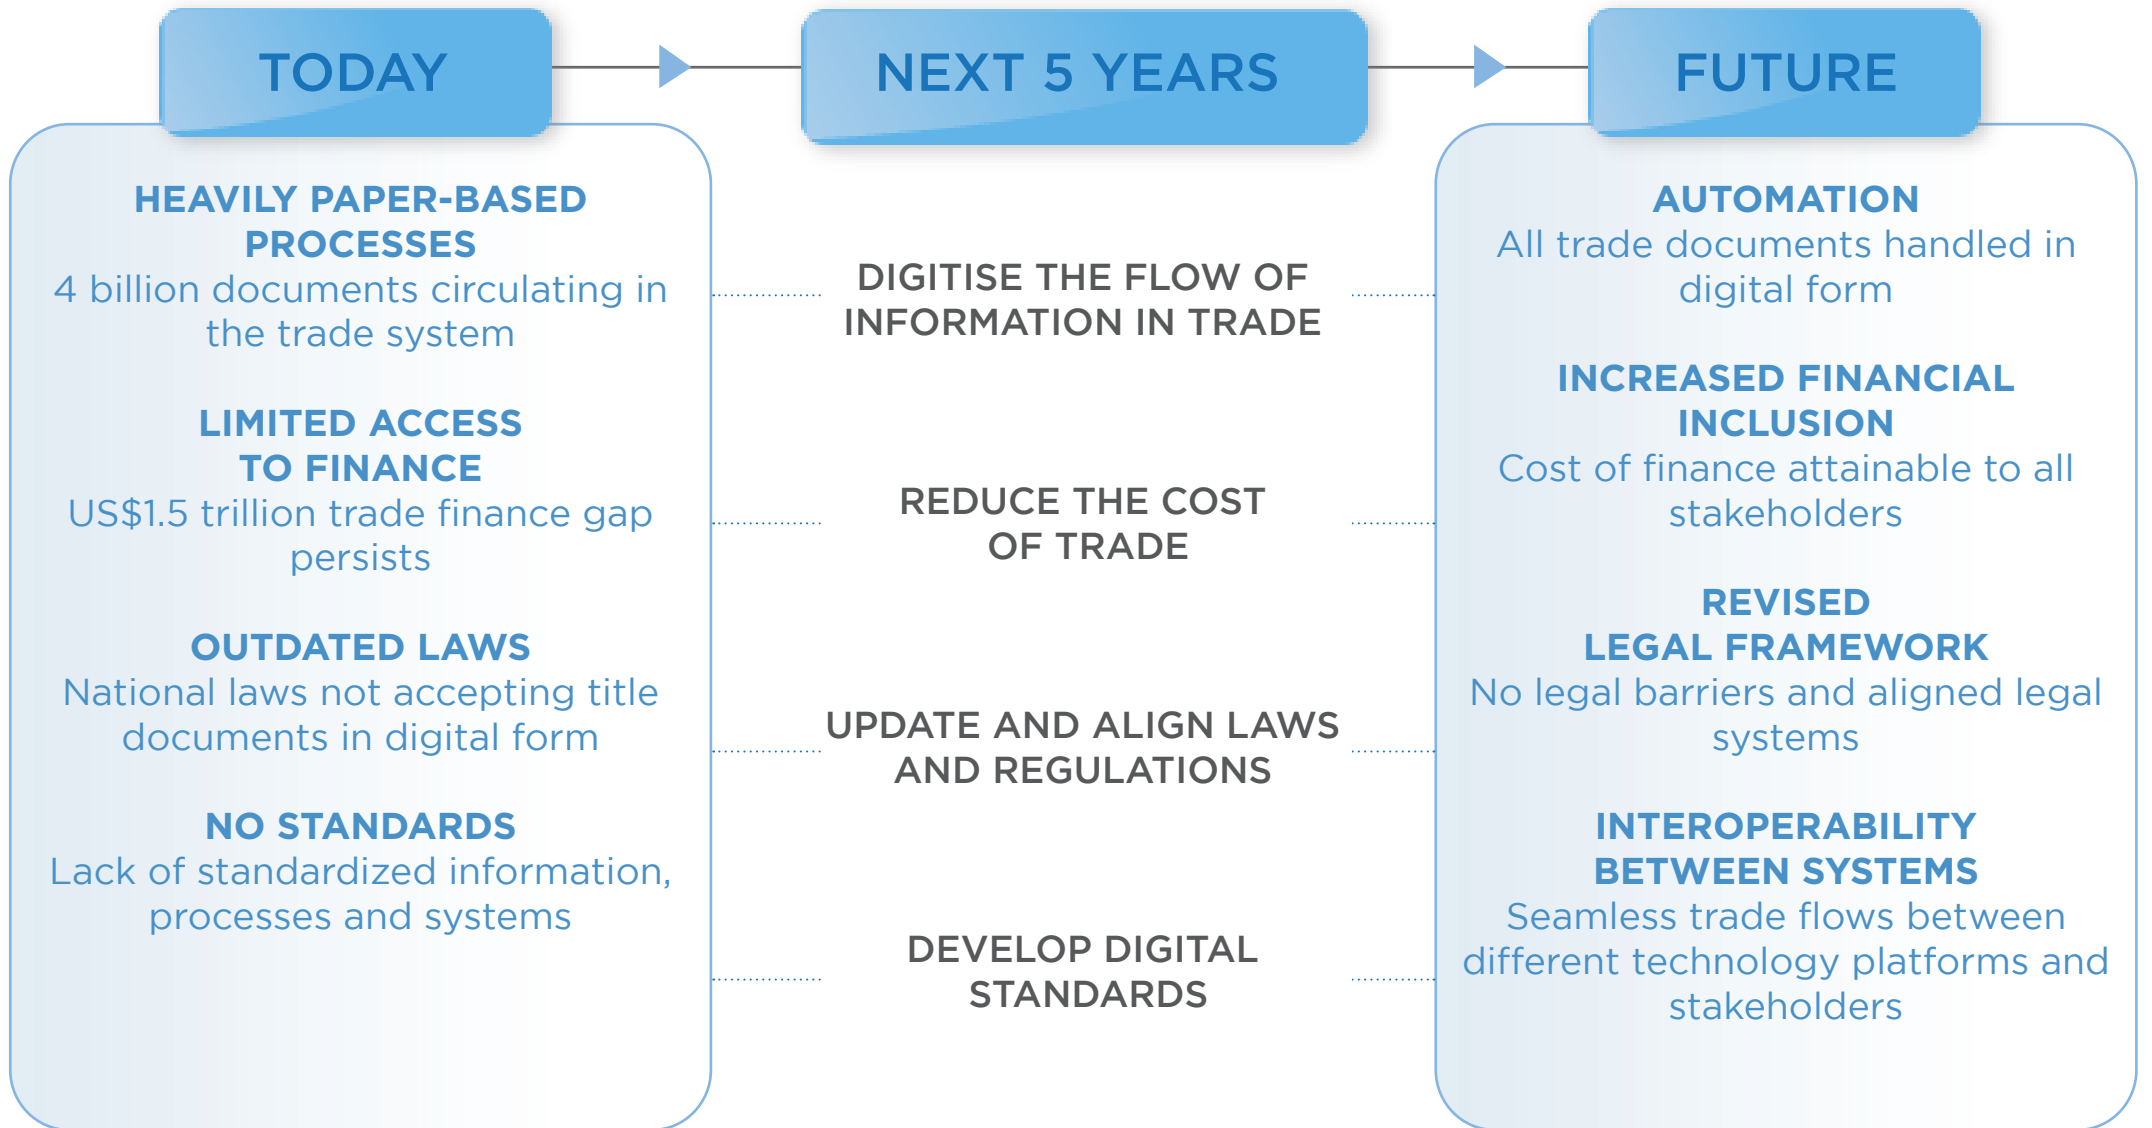 TODAY
HEAVILY PAPER-BASED
PROCESSES
4 billion documents circulating in
the trade system
LIMITED ACCESS
TO FINANCE
US$1.5 trillion trade finance gap
persists
OUTDATED LAWS
National laws not accepting title
documents in digital form
NO STANDARDS
Lack of standardized information,
processes and systems
NEXT 5 YEARS
DIGITISE THE FLOW OF
INFORMATION IN TRADE
REDUCE THE COST
OF TRADE
UPDATE AND ALIGN LAWS
AND REGULATIONS
DEVELOP DIGITAL
STANDARDS
FUTURE
AUTOMATION
All trade documents handled in
digital form
INCREASED FINANCIAL
INCLUSION
Cost of finance attainable to all
stakeholders
REVISED
LEGAL FRAMEWORK
No legal barriers and aligned legal
systems
INTEROPERABILITY
BETWEEN SYSTEMS
Seamless trade flows between
different technology platforms and
stakeholders